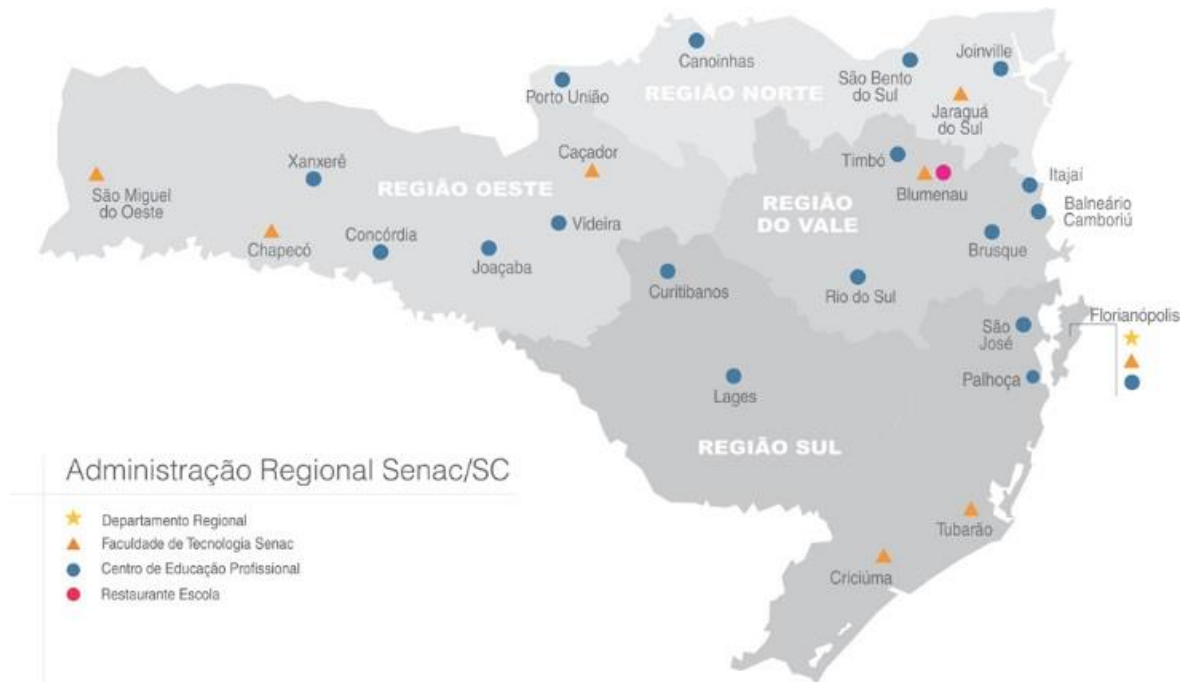 Canoinhas
Joinville
São Bento
do Sul
Porto União
REGIÃO NORTE
Jaraguá
do Sul
Caçador
Timbó
Xanxerê
REGIÃO OESTE
São Miguel
do Oeste
Itajaí
Blumenau
Balneário
Camboriú
REGIÃO
DO VALE
Videira
Concórdia
Chapecó
Brusque
Joaçaba
Curitibanos
Rio do Sul
Florianópolis
São
José
Palhoça
Lages
REGIÃO SUL
Administração Regional Senac/SC
Departamento Regional
Faculdade de Tecnologia Senac
Centro de Educação Profissional
Restaurante Escola
Tubarão
Criciúma